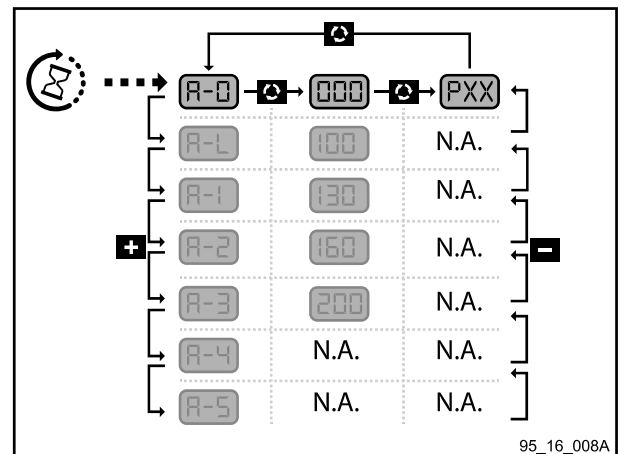 A-0 000 PXX
A-L 100 N.A.
A-1 130 N.A.
A-2 160 N.A.
+ -
A-3 200 N.A.
A-4 N.A. N.A.
A-5 N.A. N.A.
95_16_008A